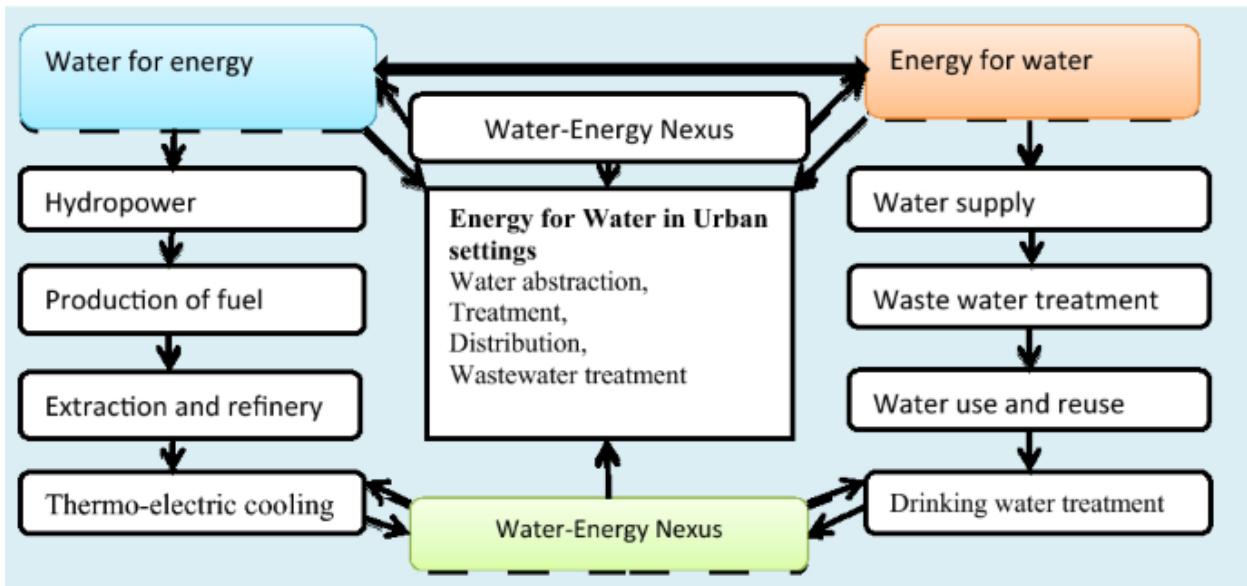 Water for energy
Energy for water
Water-Energy Nexus
Hydropower
Production of fuel
Extraction and refinery
Thermo-electric cooling
Energy for Water in Urban
settings
Water abstraction,
Treatment,
Distribution,
Wastewater treatment
Water supply
Waste water treatment
Water use and reuse
Drinking water treatment
Water-Energy Nexus